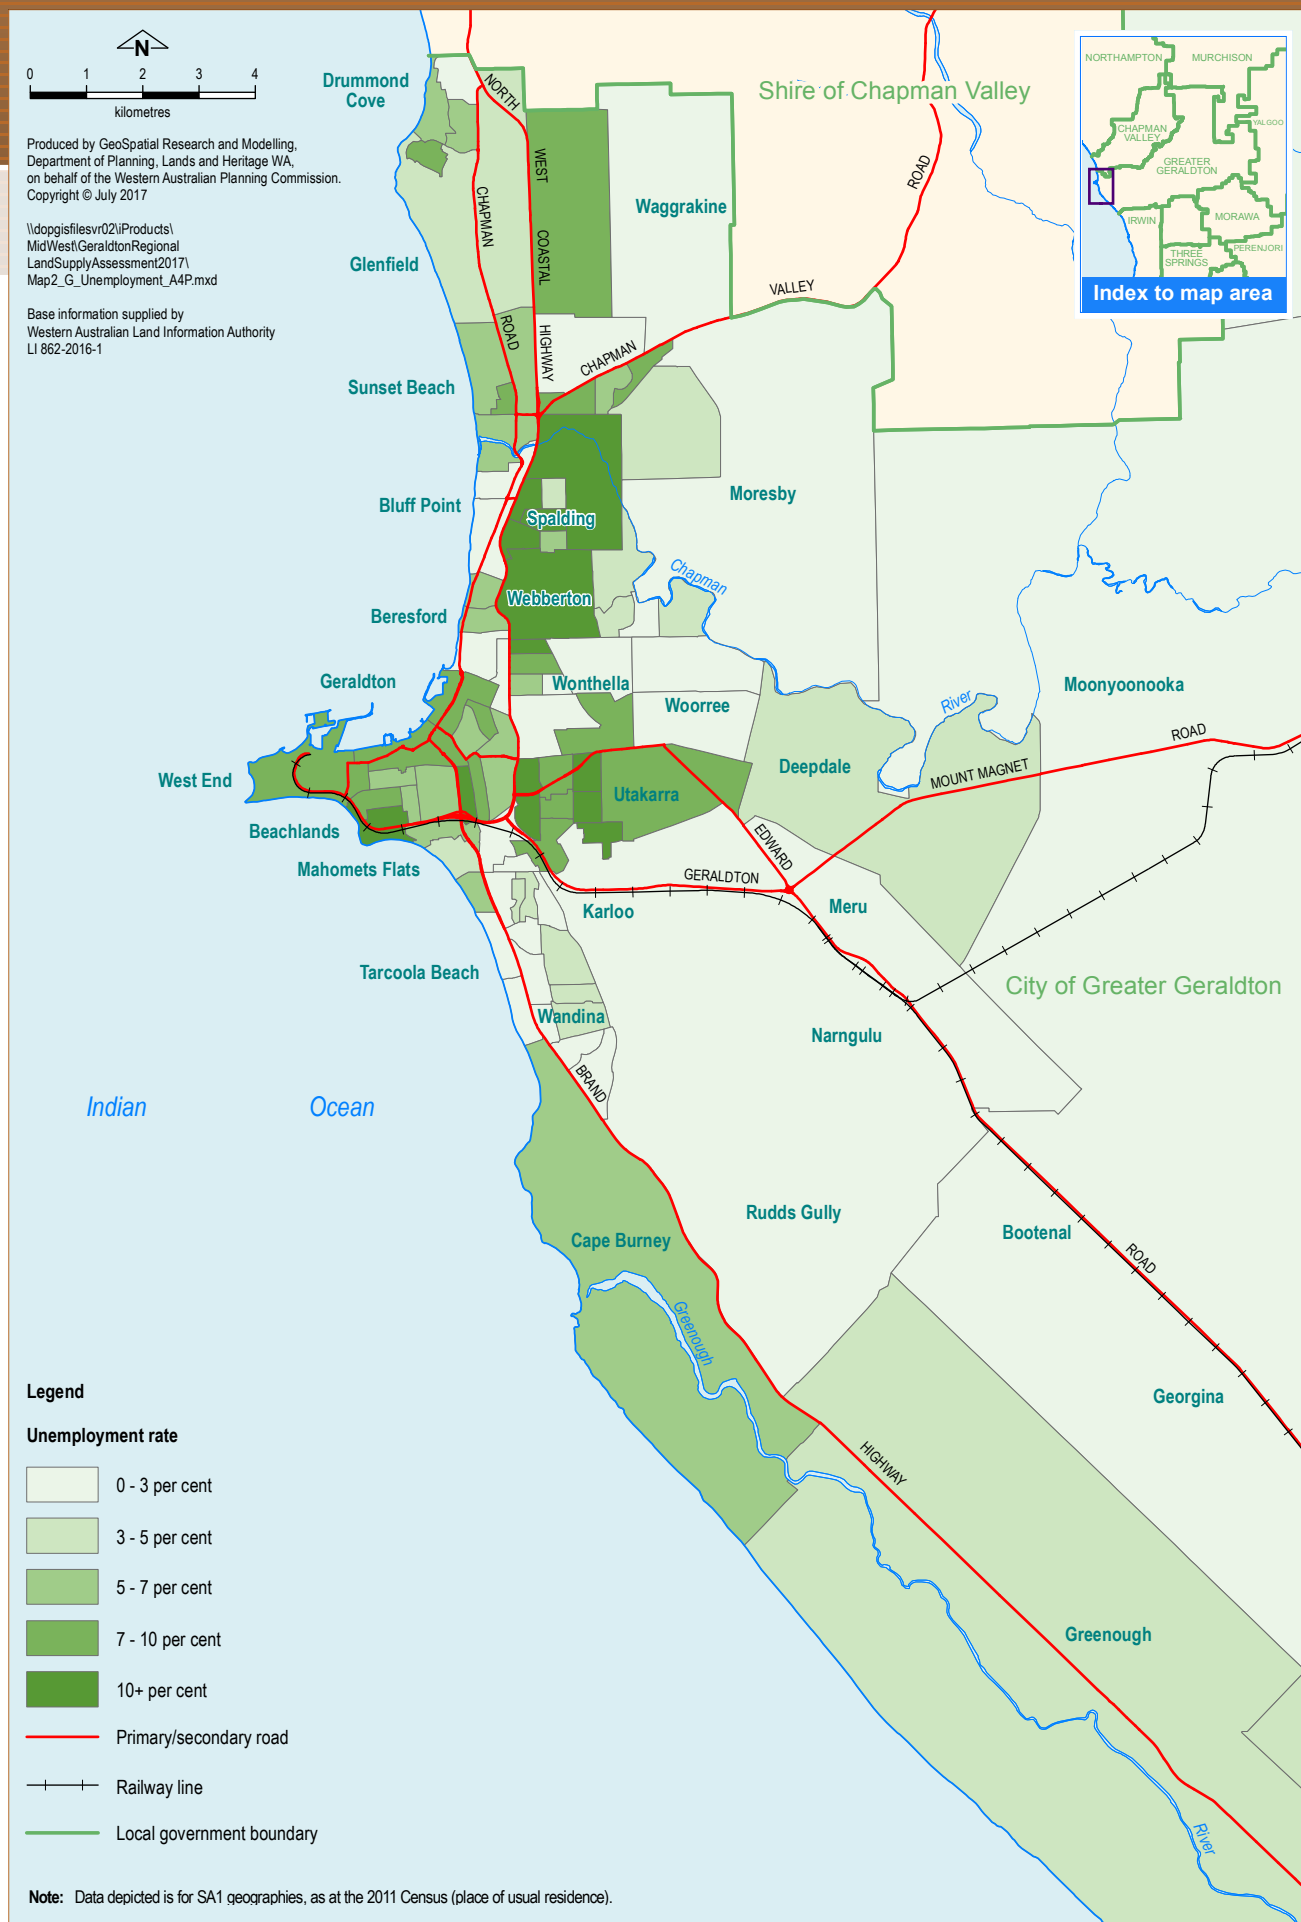 N
0 1 2 3 4
kilometres
Produced by GeoSpatial Research and Modelling,
Department of Planning, Lands and Heritage WA,
on behalf of the Western Australian Planning Commission.
Copyright © July 2017
\\dopgisfilesvr02\iProducts\
MidWest\GeraldtonRegional
LandSupplyAssessment2017\
Map2_G_Unemployment_A4P.mxd
Base information supplied by
Western Australian Land Information Authority
LI 862-2016-1
Drummond
Cove
NORTH
WEST
COASTAL
HIGHWAY
CHAPMAN
ROAD
Shire of Chapman Valley
ROAD
VALLEY
CHAPMAN
NORTHAMPTON
MURCHISON
YALGOO
CHAPMAN
VALLEY
GREATER
GERALDTON
IRWIN
MORAWA
THREE
SPRINGS
PERENJORI
Index to map area
Waggrakine
Glenfield
Sunset Beach
Moresby
Bluff Point
Spalding
Chapman
Webberton
Beresford
Geraldton
Wonthella
Woorree
River
Moonyoonooka
ROAD
MOUNT MAGNET
Deepdale
West End
Utakarra
Beachlands
EDWARD
Mahomets Flats
GERALDTON
Karloo
Meru
Tarcoola Beach
City of Greater Geraldton
Wandina
Narngulu
BRAND
Indian Ocean
Rudds Gully
Cape Burney
Bootenal
ROAD
Greenough
Georgina
HIGHWAY
Greenough
River
Legend
Unemployment rate
0 - 3 per cent
3 - 5 per cent
5 - 7 per cent
7 - 10 per cent
10+ per cent
Primary/secondary road
Railway line
Local government boundary
Note: Data depicted is for SA1 geographies, as at the 2011 Census (place of usual residence).